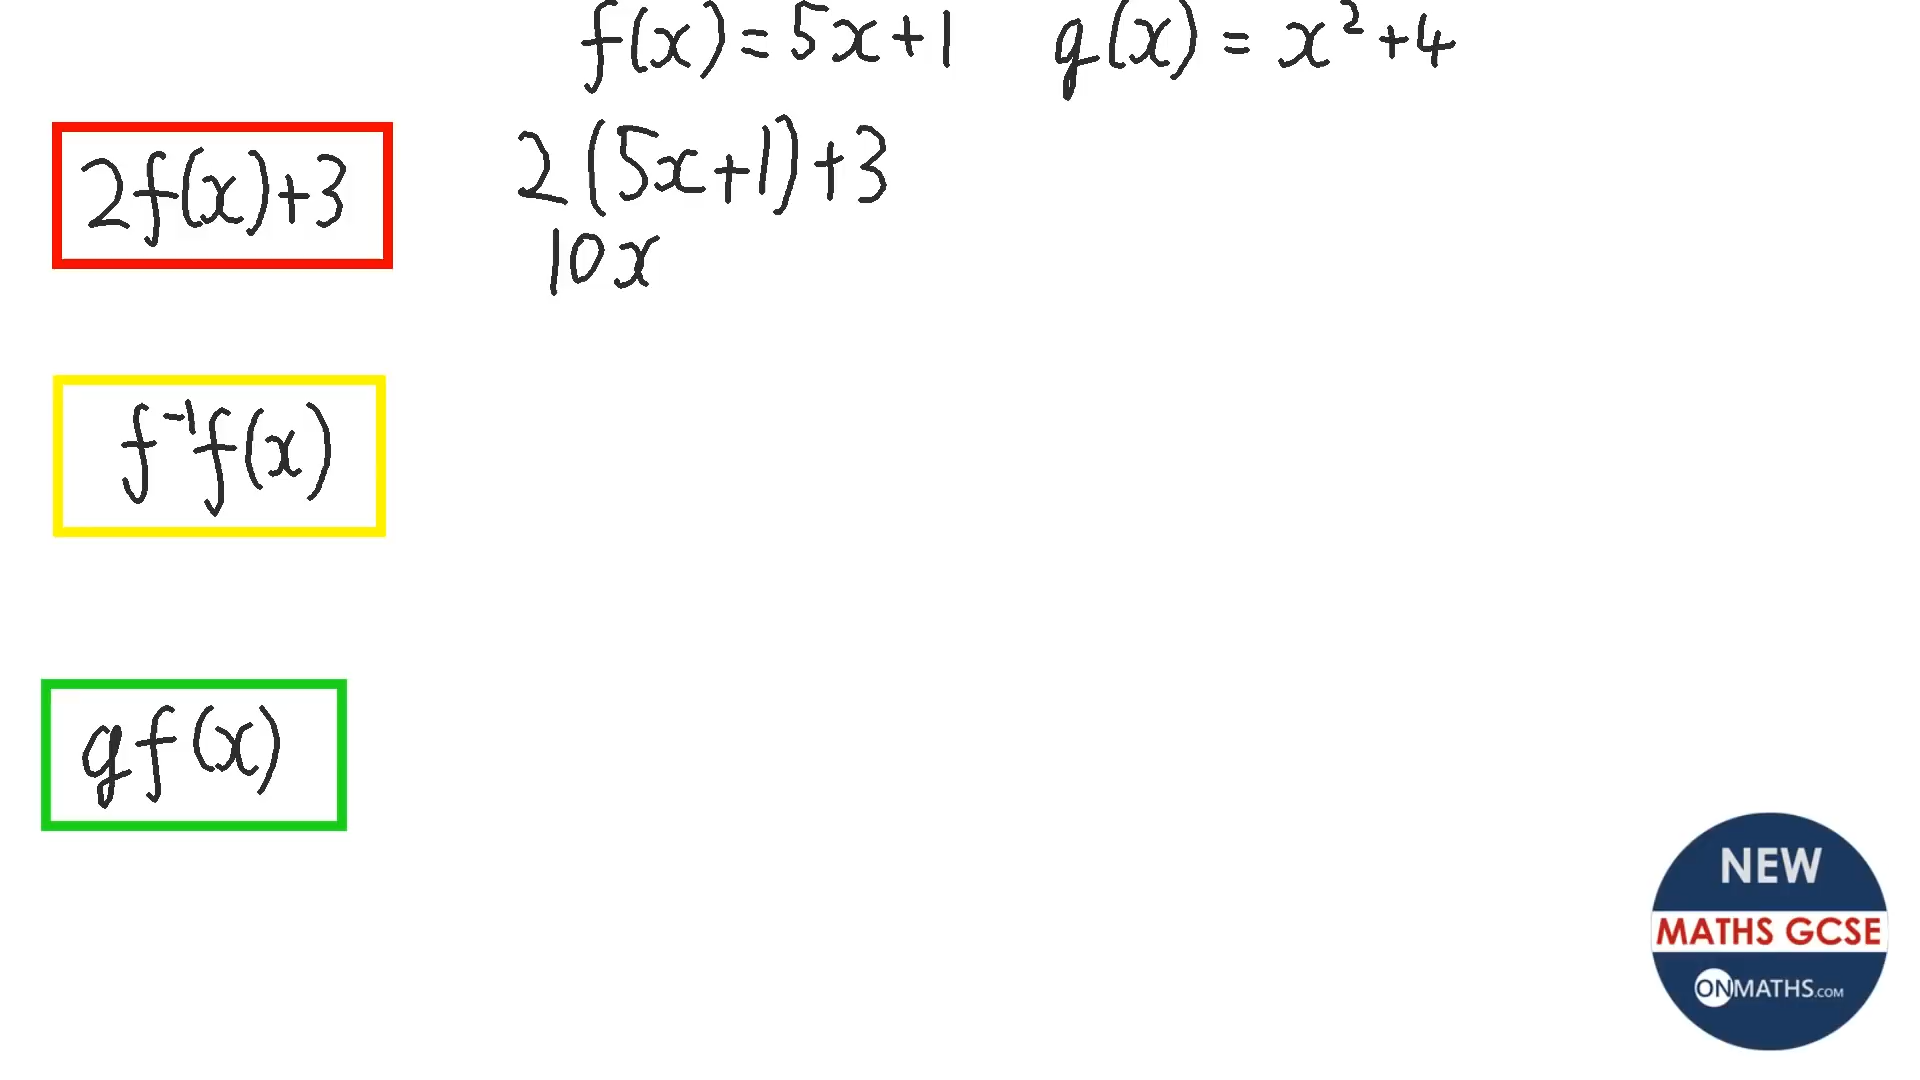 f(x) = 5x+1 g(x) = x²+4
2f(x)+3 2(5x+1)+3
10x
f⁻¹f(x)
gf(x)
NEW
MATHS GCSE
ONMATHS.COM